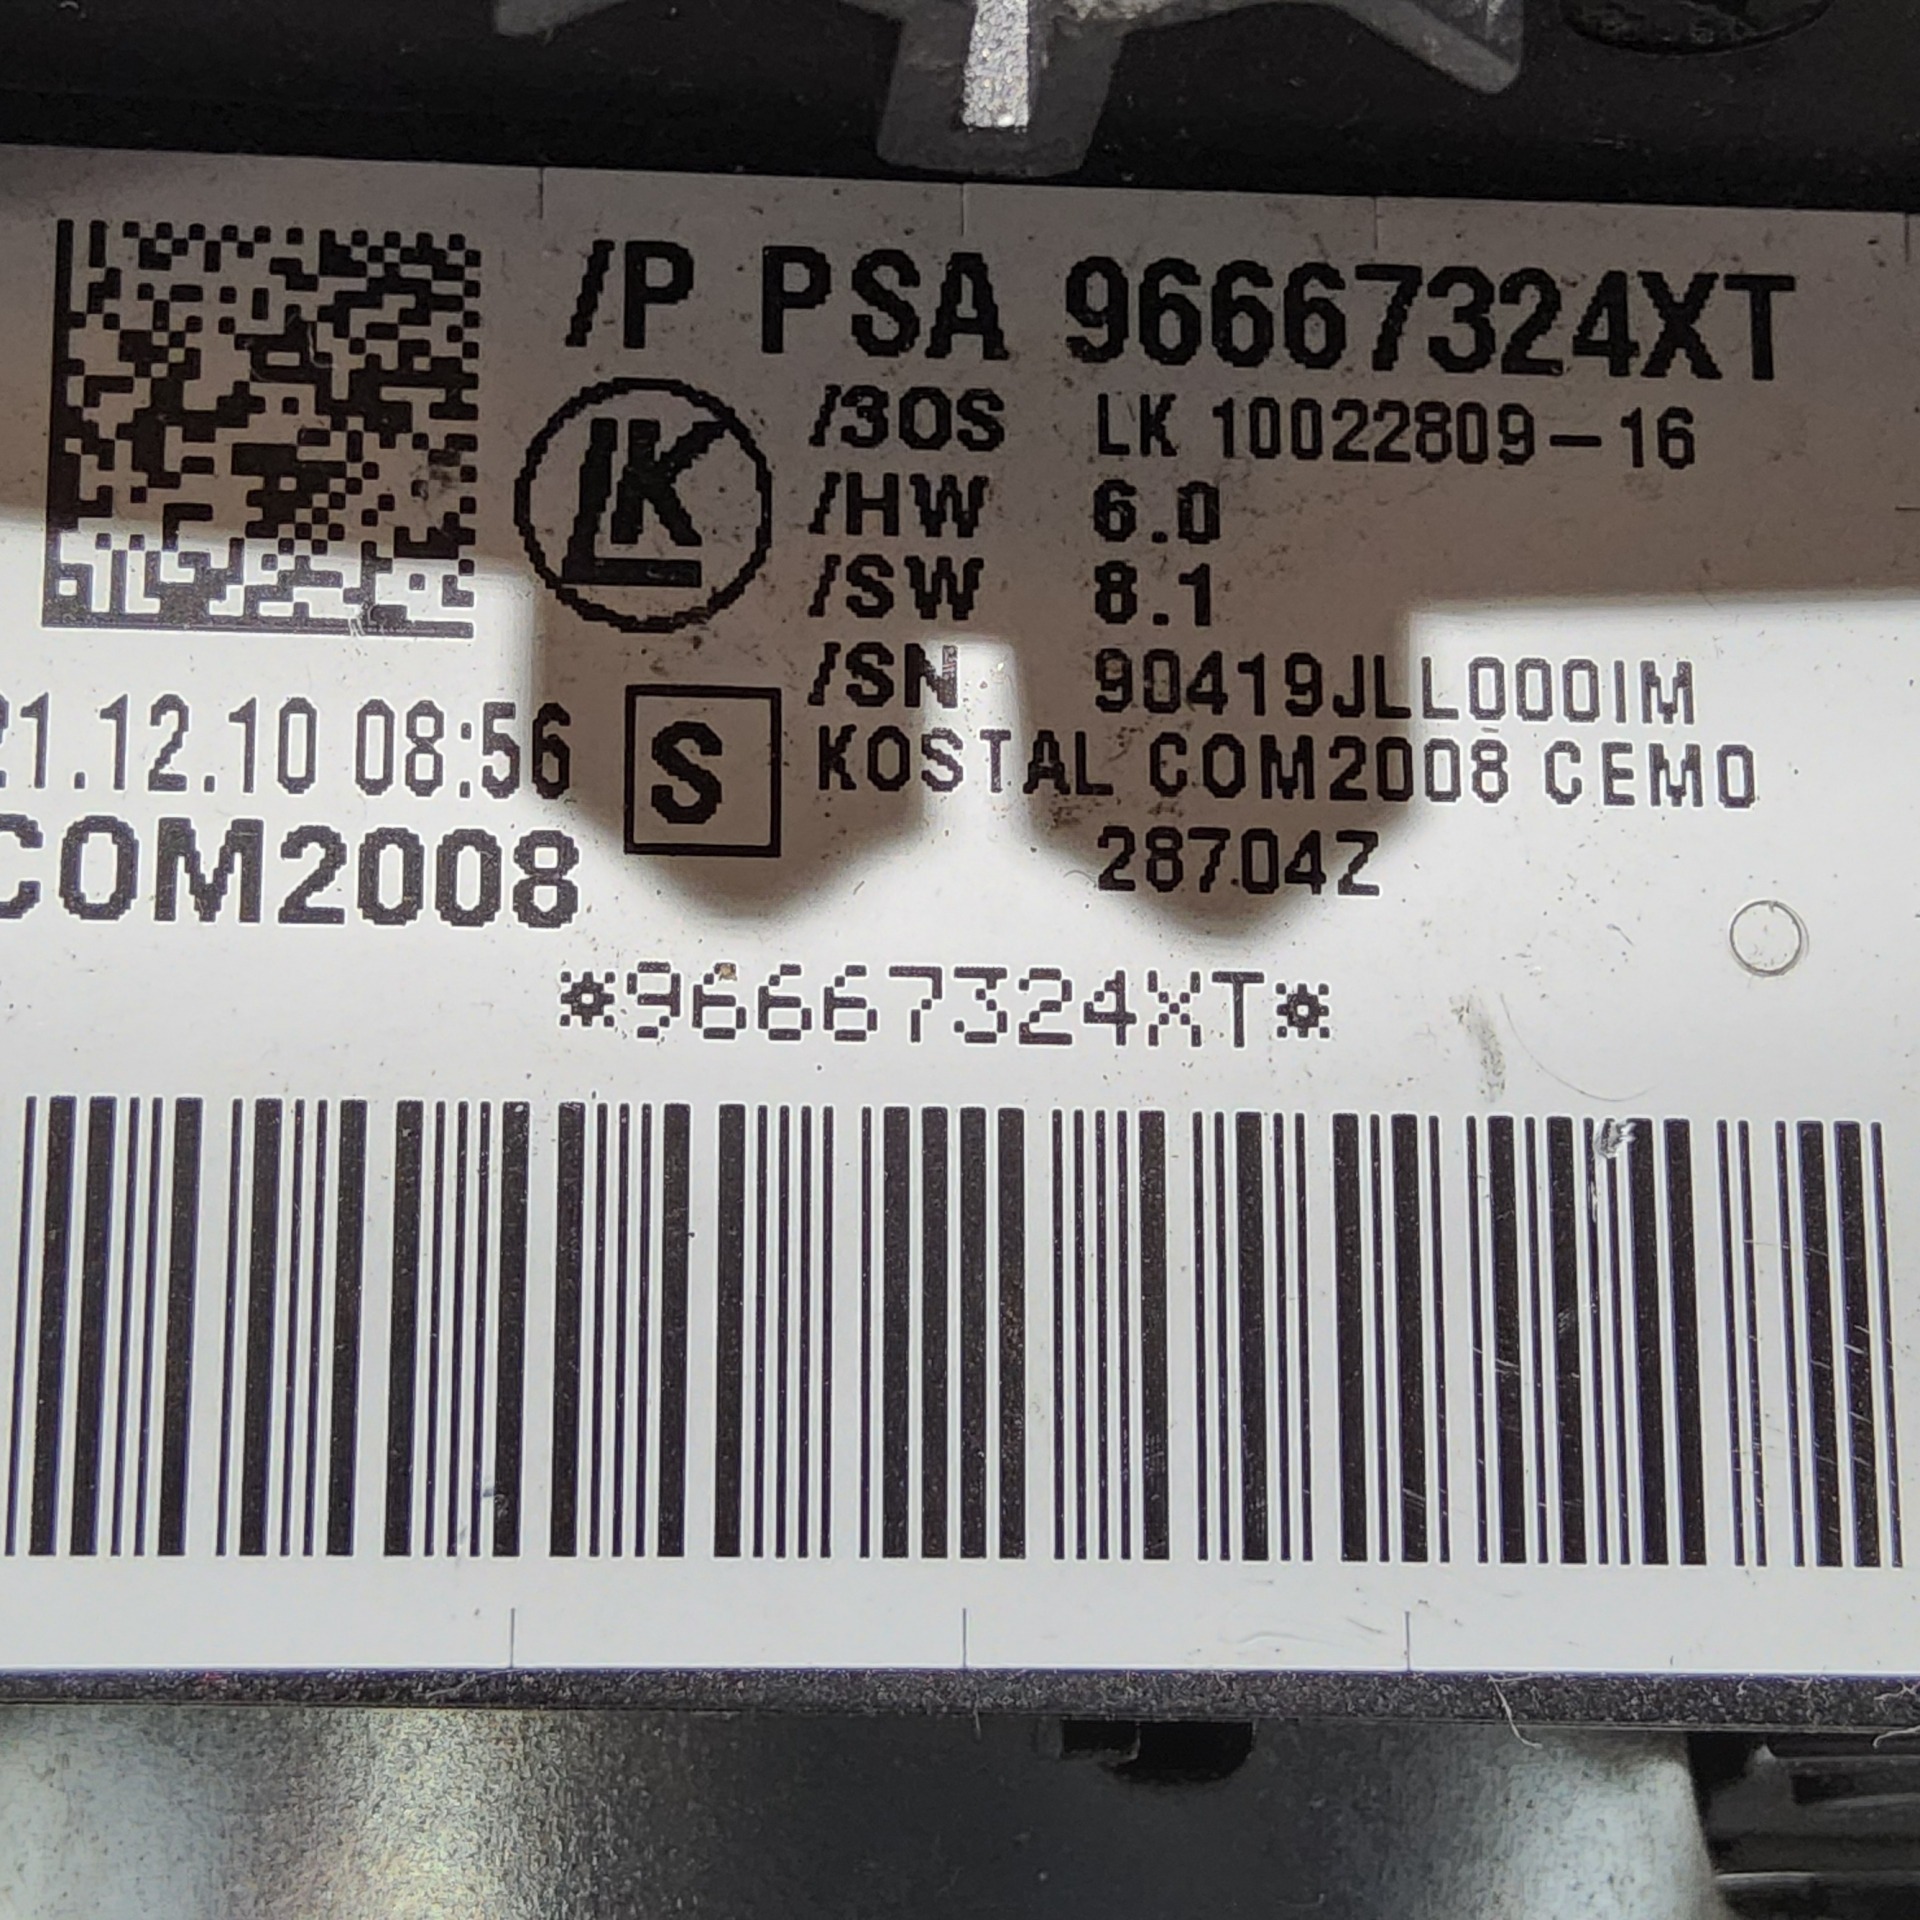 /P PSA 96667324XT
LK
/3OS LK 10022809-16
/HW 6.0
/SW 8.1
/SN 90419JLL000IM
21.12.10 08:56
S
KOSTAL COM2008 CEMO
COM2008
28704Z
*96667324XT*